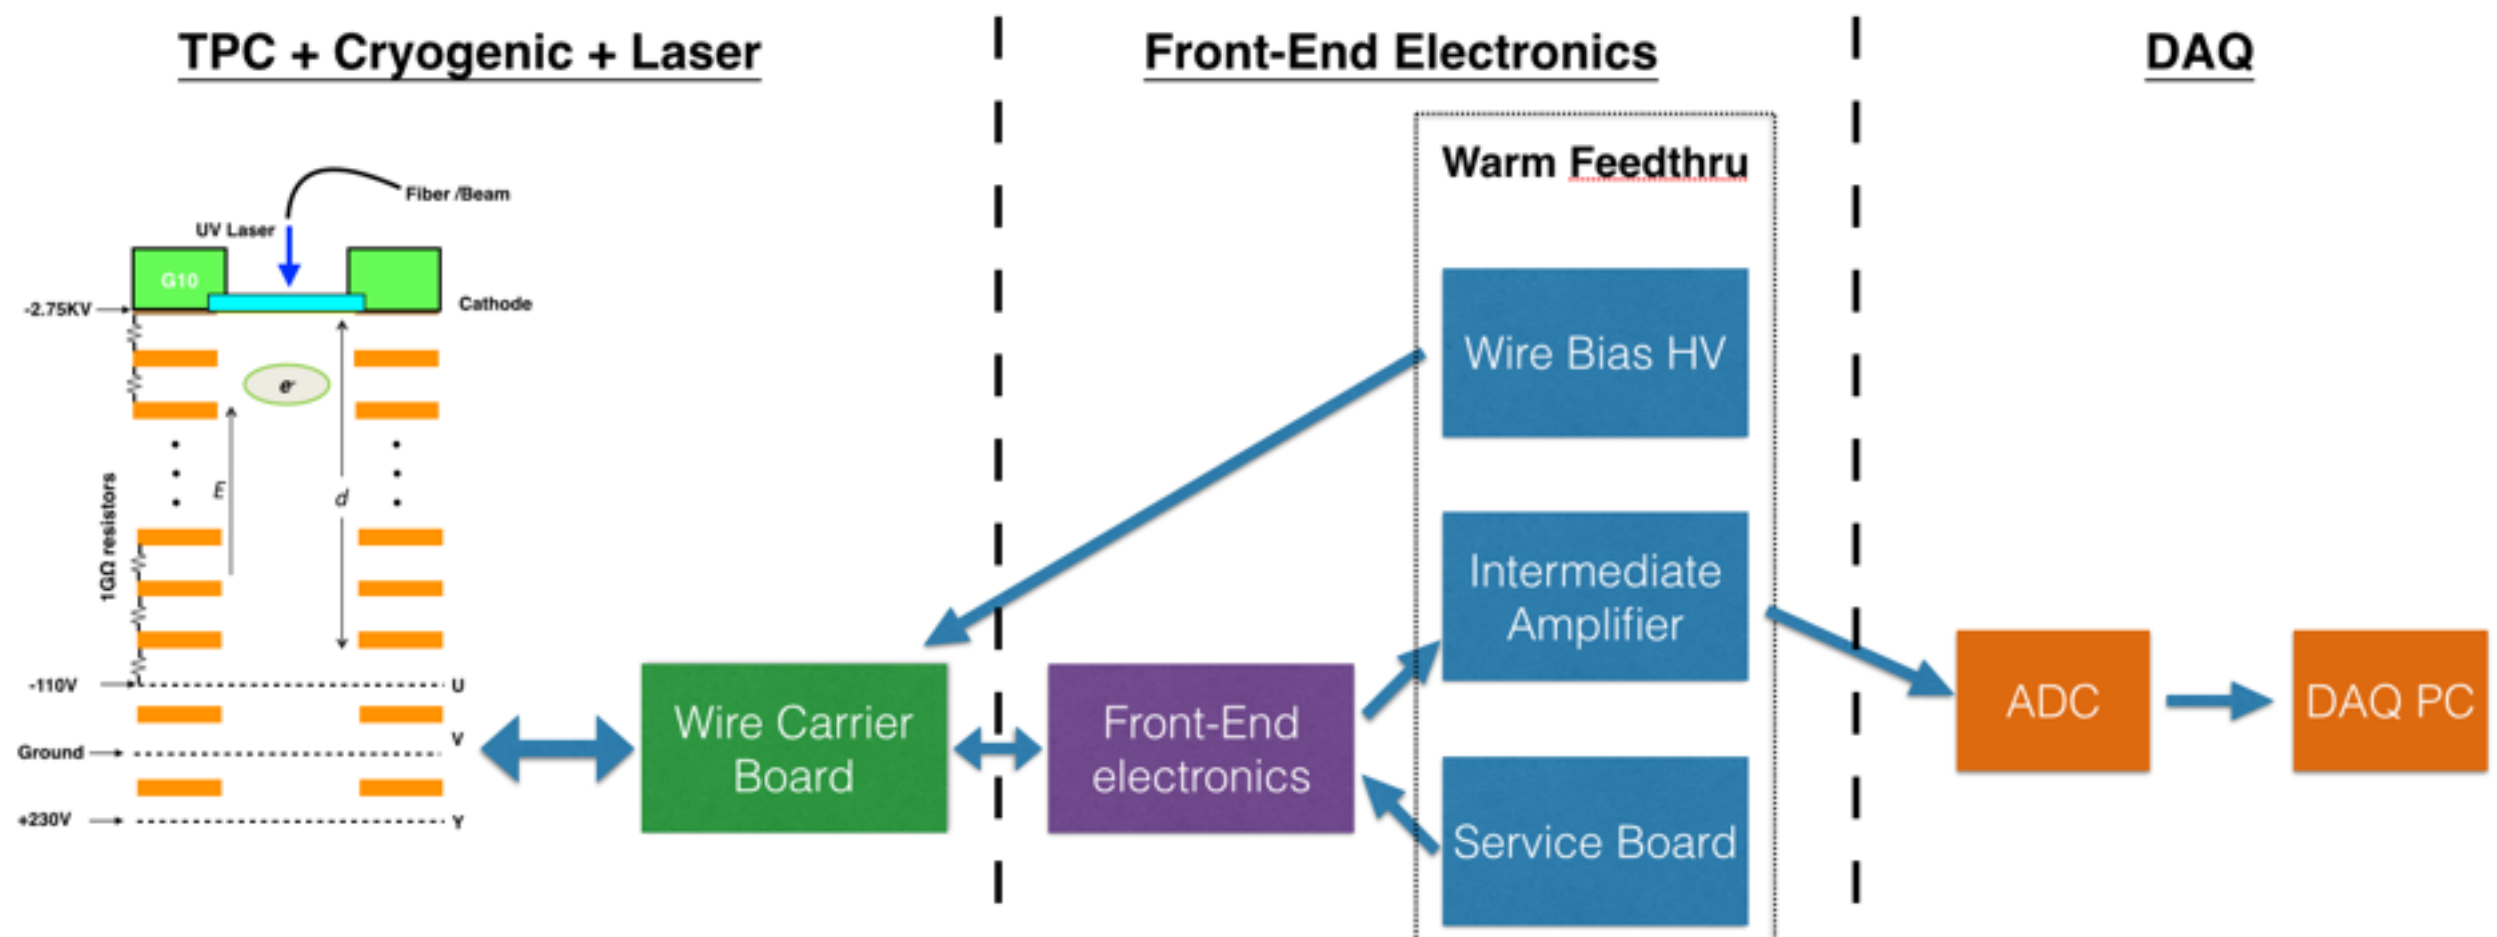 TPC + Cryogenic + Laser
Front-End Electronics
DAQ
Warm Feedthru
Fiber /Beam
UV Laser
G10
-2.75KV
Cathode
e-
E
d
1GΩ resistors
-110V
U
V
Ground
+230V
Y
Wire Carrier
Board
Front-End
electronics
Wire Bias HV
Intermediate
Amplifier
Service Board
ADC
DAQ PC